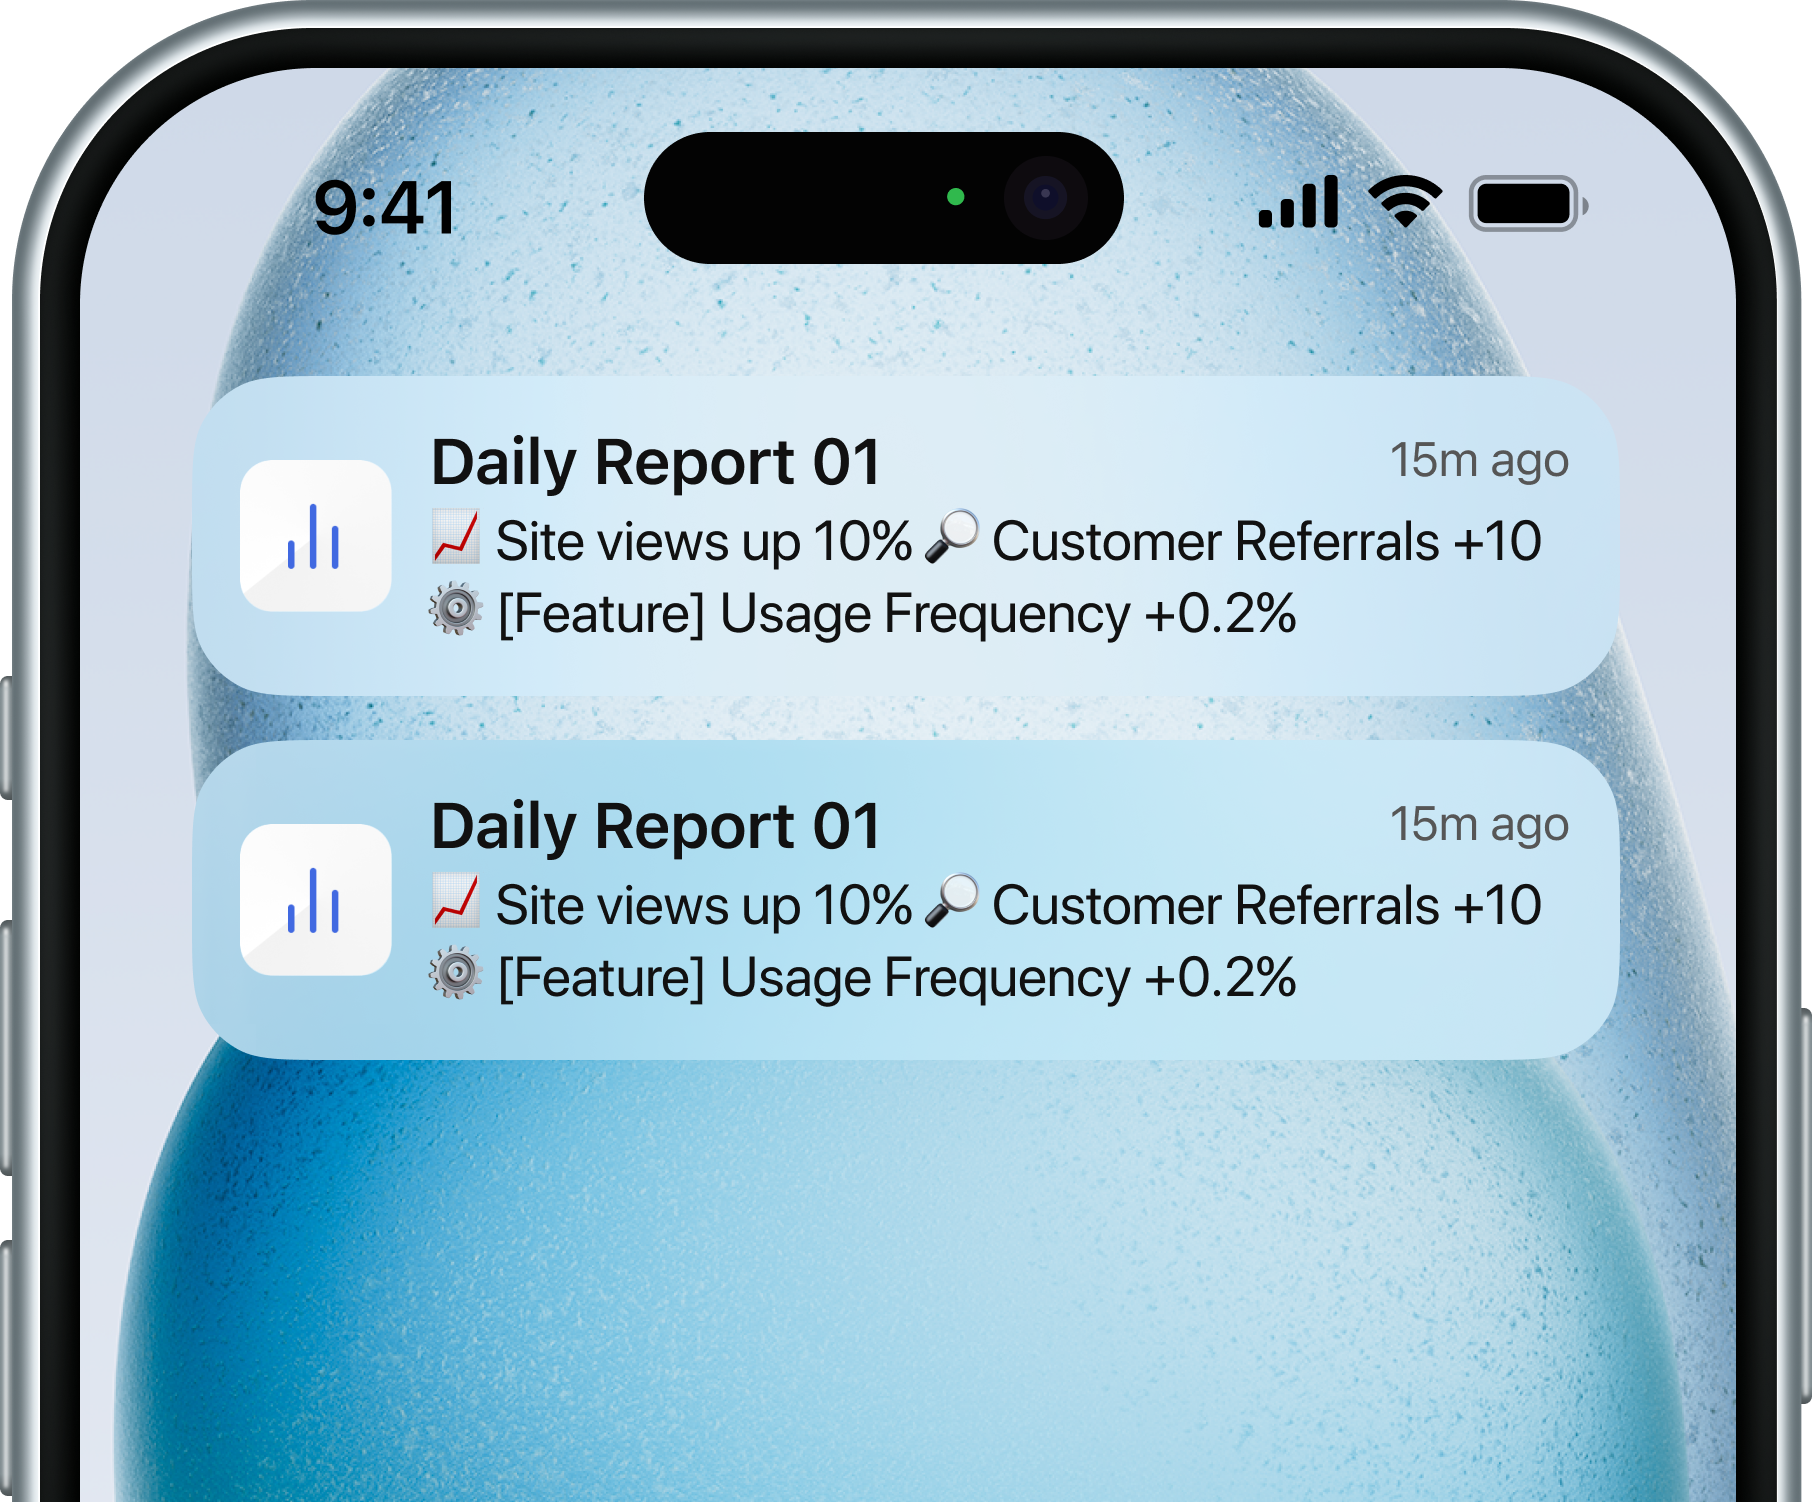 9:41
Daily Report 01
15m ago
📈 Site views up 10% 🔎 Customer Referrals +10
⚙️ [Feature] Usage Frequency +0.2%
Daily Report 01
15m ago
📈 Site views up 10% 🔎 Customer Referrals +10
⚙️ [Feature] Usage Frequency +0.2%